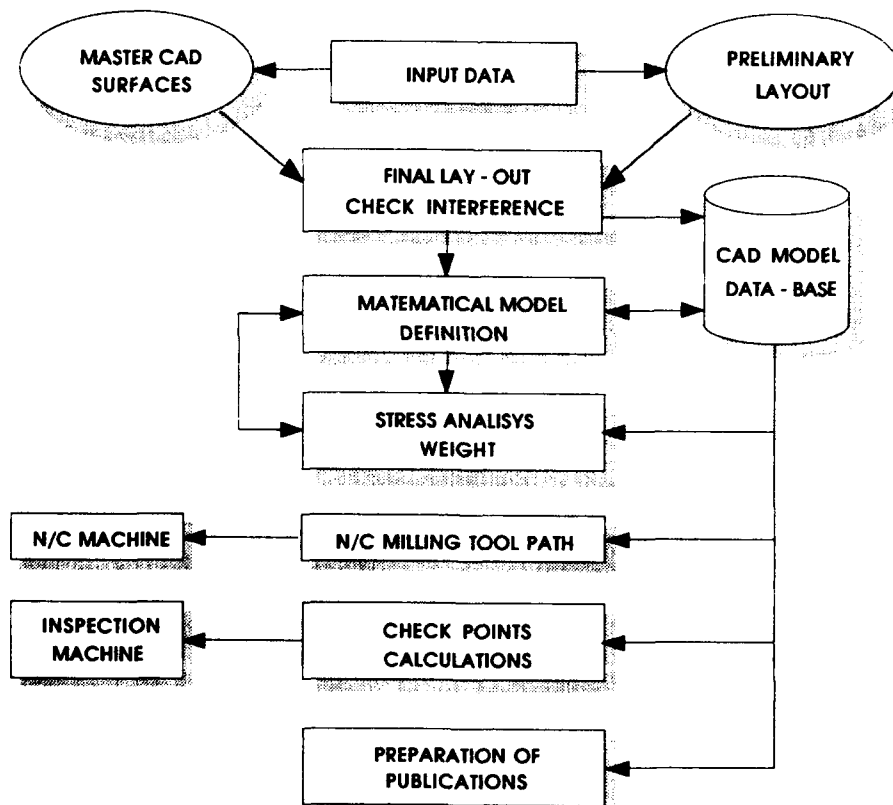 MASTER CAD
SURFACES
INPUT DATA
PRELIMINARY
LAYOUT
FINAL LAY - OUT
CHECK INTERFERENCE
CAD MODEL
DATA - BASE
MATEMATICAL MODEL
DEFINITION
STRESS ANALISYS
WEIGHT
N/C MACHINE
N/C MILLING TOOL PATH
INSPECTION
MACHINE
CHECK POINTS
CALCULATIONS
PREPARATION OF
PUBLICATIONS